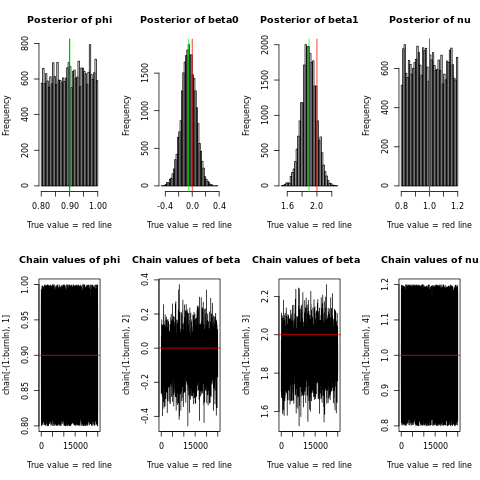 Posterior of phi
Posterior of beta0
Posterior of beta1
Posterior of nu
Frequency
0 200 400 600 800
0.80 0.90 1.00
True value = red line
Frequency
0 500 1000 1500
-0.4 0.0 0.4
True value = red line
Frequency
0 500 1000 1500 2000
1.6 2.0
True value = red line
Frequency
0 200 400 600
0.8 1.0 1.2
True value = red line
Chain values of phi
Chain values of beta
Chain values of beta
Chain values of nu
chain[-(1:burnIn), 1]
0.80 0.85 0.90 0.95 1.00
0 15000
True value = red line
chain[-(1:burnIn), 2]
-0.4 -0.2 0.0 0.2 0.4
0 15000
True value = red line
chain[-(1:burnIn), 3]
1.6 1.8 2.0 2.2
0 15000
True value = red line
chain[-(1:burnIn), 4]
0.8 0.9 1.0 1.1 1.2
0 15000
True value = red line